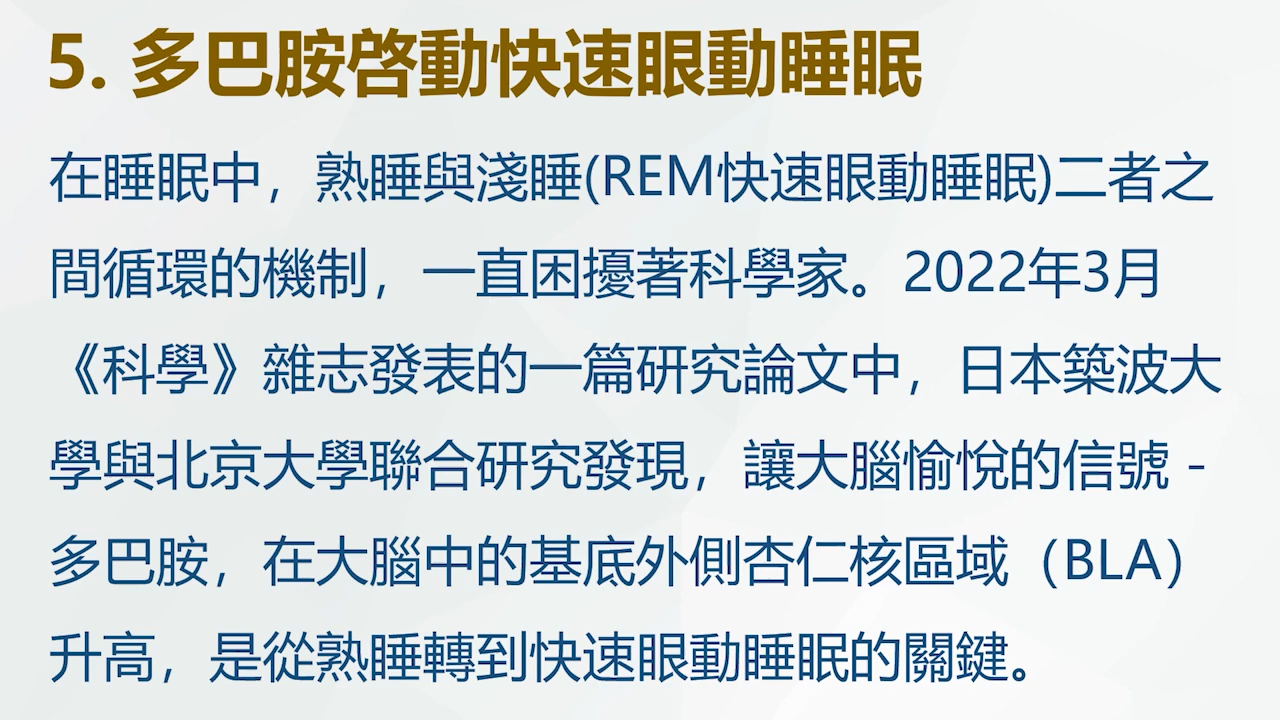 5. 多巴胺啓動快速眼動睡眠
在睡眠中，熟睡與淺睡(REM快速眼動睡眠)二者之
間循環的機制，一直困擾著科學家。2022年3月
《科學》雜志發表的一篇研究論文中，日本築波大
學與北京大學聯合研究發現，讓大腦愉悅的信號 -
多巴胺，在大腦中的基底外側杏仁核區域（BLA）
升高，是從熟睡轉到快速眼動睡眠的關鍵。